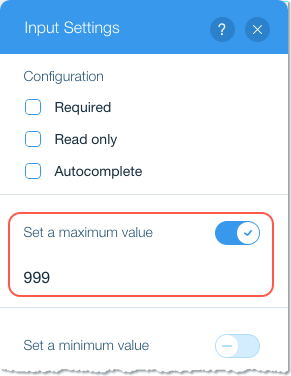 Input Settings ?
Configuration
Required
Read only
Autocomplete
Set a maximum value
999
Set a minimum value